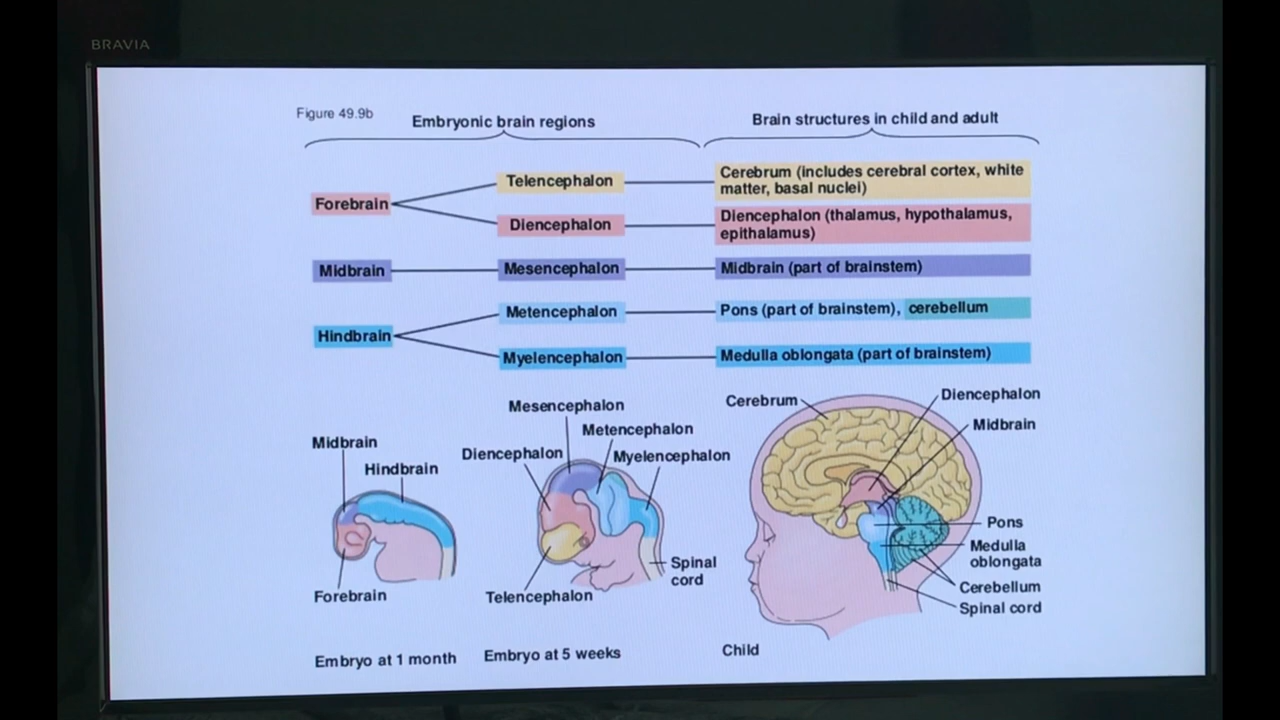 BRAVIA
Figure 49.9b
Embryonic brain regions
Brain structures in child and adult
Forebrain
Telencephalon
Cerebrum (includes cerebral cortex, white
matter, basal nuclei)
Diencephalon
Diencephalon (thalamus, hypothalamus,
epithalamus)
Midbrain
Mesencephalon
Midbrain (part of brainstem)
Hindbrain
Metencephalon
Pons (part of brainstem), cerebellum
Myelencephalon
Medulla oblongata (part of brainstem)
Midbrain
Hindbrain
Forebrain
Embryo at 1 month
Mesencephalon
Metencephalon
Diencephalon
Myelencephalon
Spinal
cord
Telencephalon
Embryo at 5 weeks
Cerebrum
Diencephalon
Midbrain
Pons
Medulla
oblongata
Cerebellum
Spinal cord
Child